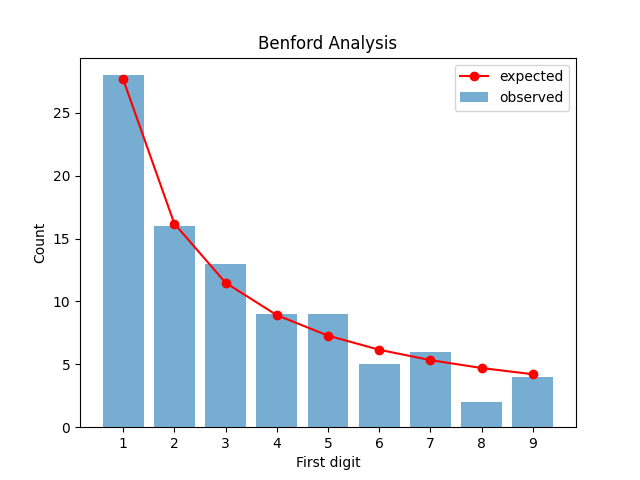 Benford Analysis
expected
observed
Count
25
20
15
10
5
0
1 2 3 4 5 6 7 8 9
First digit